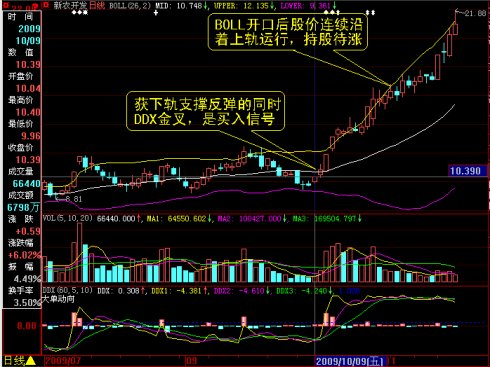 新农开发日线 BOLL(26,2) MID: 10.748↓, UPPER: 12.135↓, LOWER: 9.361↓
21.88
时间
2009
10/09
数值
10.39
开盘价
10.04
最高价
10.40
最低价
9.96
收盘价
10.39
成交量
66440
成交额
6798万
涨跌
+0.59
涨跌幅
+6.02%
振幅
4.49%
换手率
3.50%
0.00
BOLL开口后股价连续沿
着上轨运行，持股待涨
获下轨支撑反弹的同时
DDX金叉，是买入信号
10.390
8.81
VOL(5,10,20) 66440.000↑, MA1: 64550.602↓, MA2: 100427.000↓, MA3: 169504.797↓
DDX(60,5,10) DDX: 0.308↑, DDX1: -4.381↑, DDX2: -4.610↓, DDX3: -4.240↓
大单动向
日线▲
2009/07
09
2009/10/09(五)
11